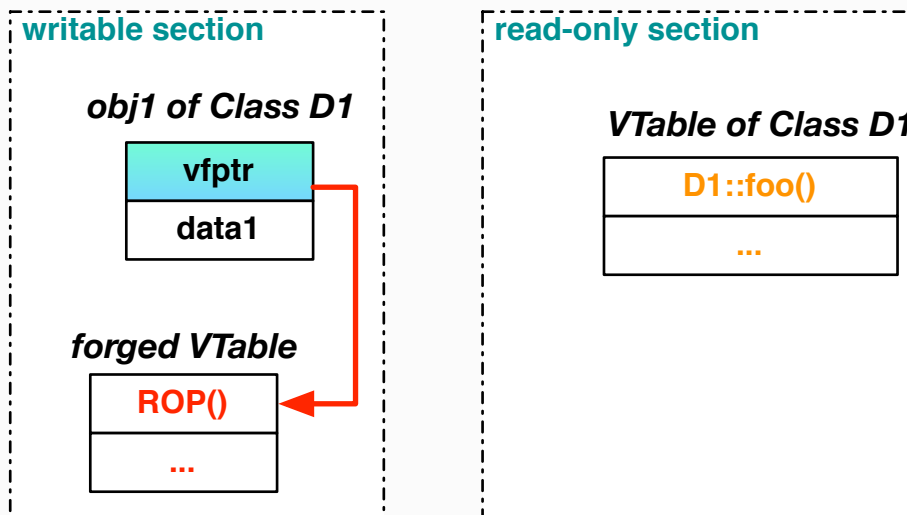 writable section
obj1 of Class D1
vfptr
data1
forged VTable
ROP()
...
read-only section
VTable of Class D1
D1::foo()
...